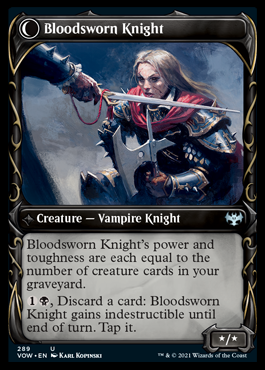 Bloodsworn Knight
Creature — Vampire Knight
Bloodsworn Knight's power and
toughness are each equal to the
number of creature cards in your
graveyard.
1, Discard a card: Bloodsworn
Knight gains indestructible until
end of turn. Tap it.
*/*
289 U
VOW • EN KARL KOPINSKI
™ & © 2021 Wizards of the Coast